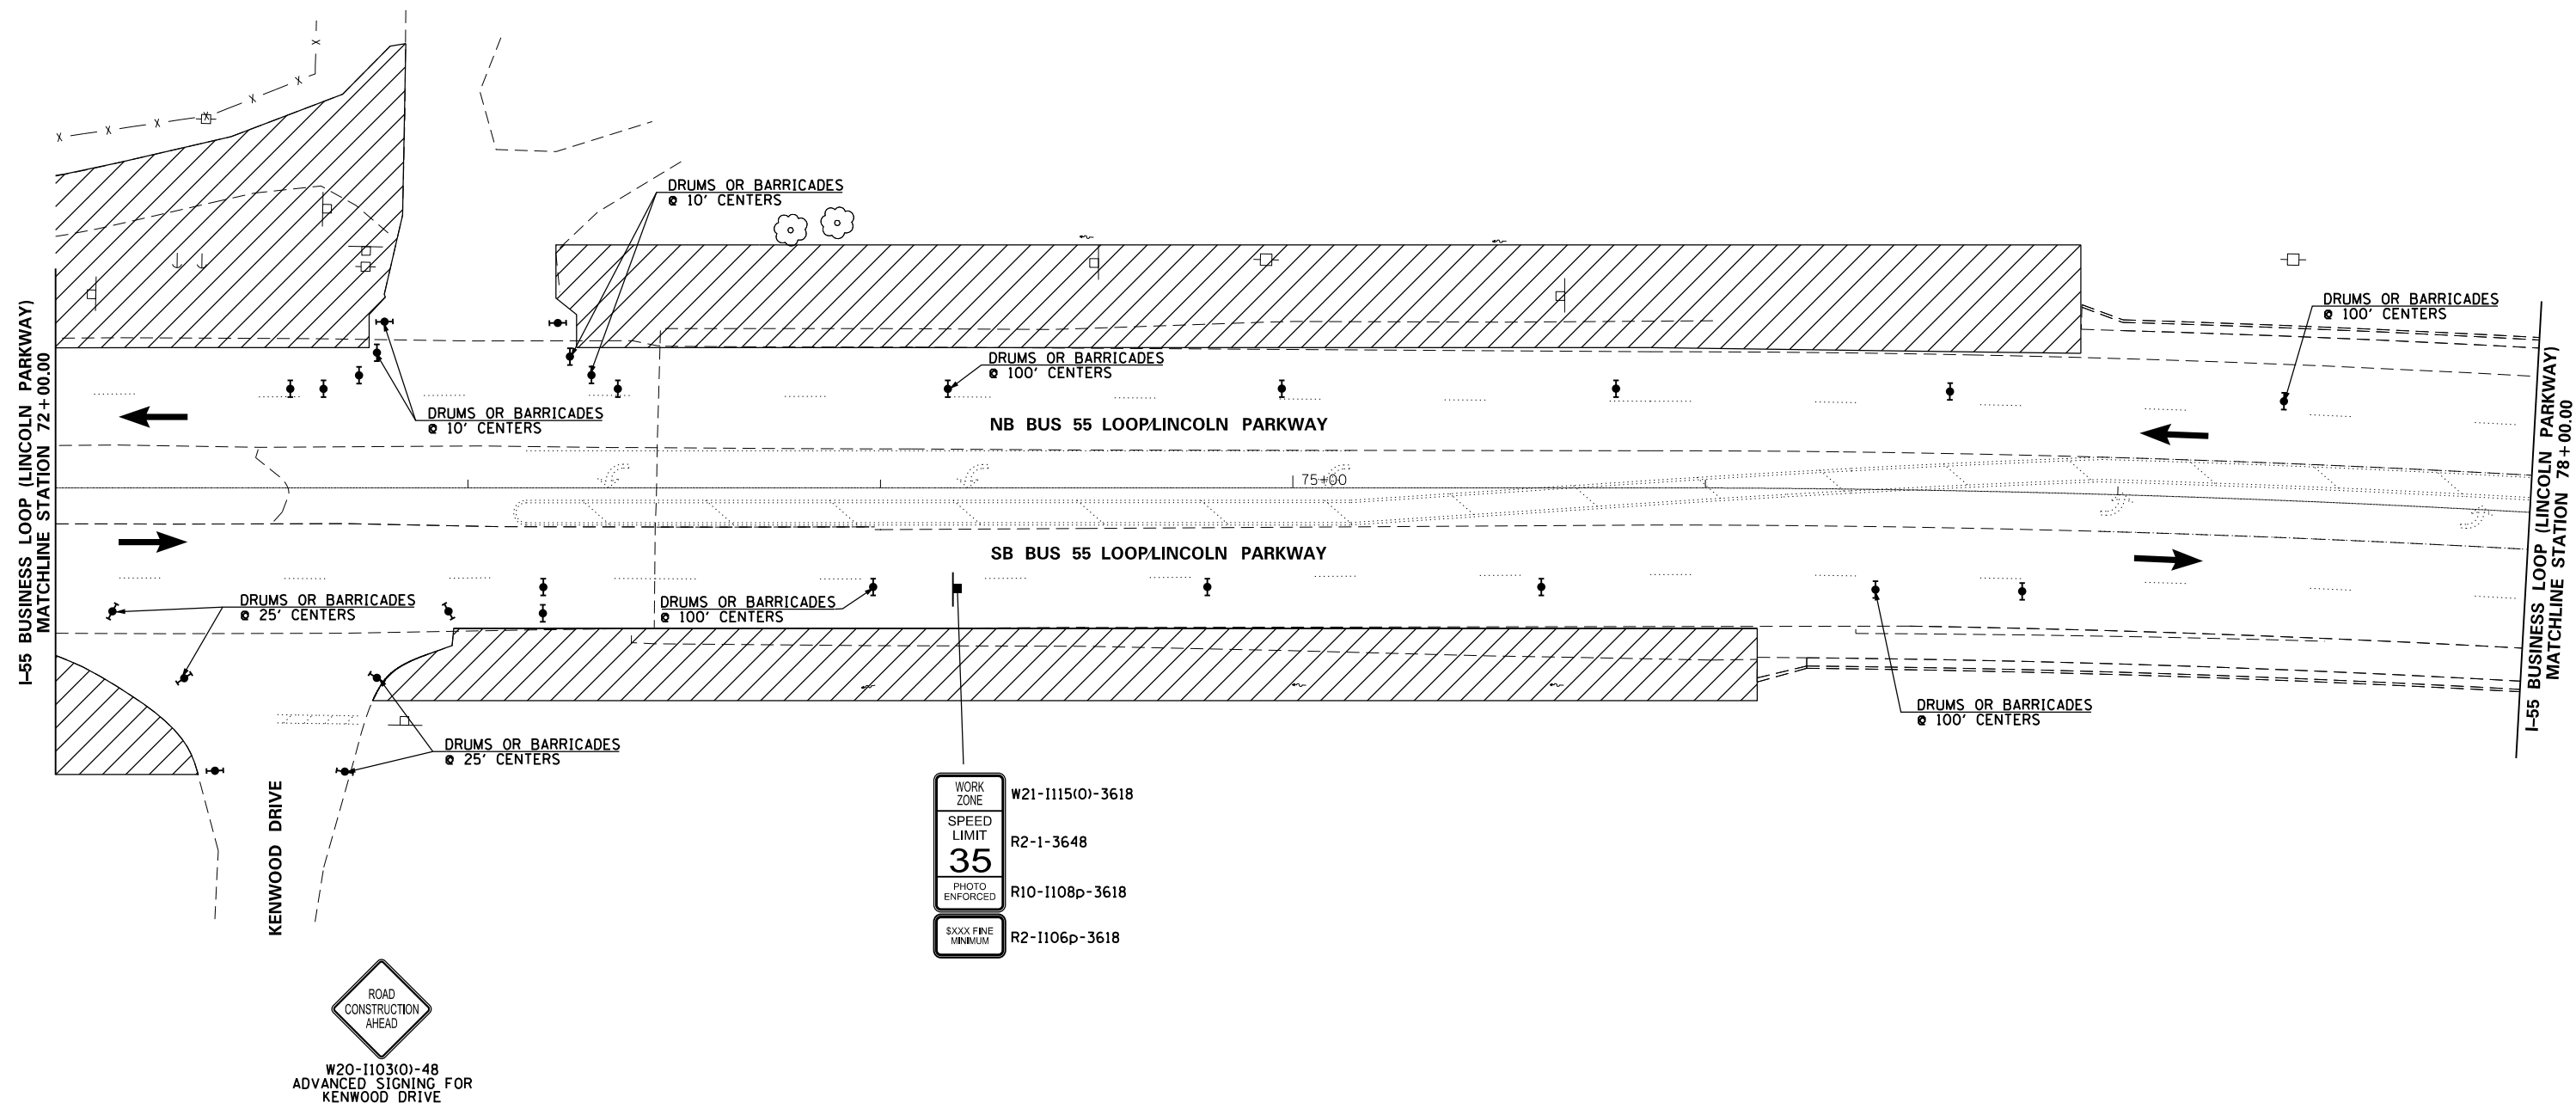 DRUMS OR BARRICADES
@ 10' CENTERS
DRUMS OR BARRICADES
@ 100' CENTERS
I-55 BUSINESS LOOP (LINCOLN PARKWAY)
MATCHLINE STATION 72+00.00
DRUMS OR BARRICADES
@ 100' CENTERS
DRUMS OR BARRICADES
@ 10' CENTERS
NB BUS 55 LOOP/LINCOLN PARKWAY
I-55 BUSINESS LOOP (LINCOLN PARKWAY)
MATCHLINE STATION 78+00.00
75+00
SB BUS 55 LOOP/LINCOLN PARKWAY
DRUMS OR BARRICADES
@ 25' CENTERS
DRUMS OR BARRICADES
@ 100' CENTERS
DRUMS OR BARRICADES
@ 100' CENTERS
DRUMS OR BARRICADES
@ 25' CENTERS
KENWOOD DRIVE
WORK
ZONE
W21-I115(O)-3618
SPEED
LIMIT
35
R2-1-3648
PHOTO
ENFORCED
R10-I108p-3618
$XXX FINE
MINIMUM
R2-I106p-3618
ROAD
CONSTRUCTION
AHEAD
W20-I103(O)-48
ADVANCED SIGNING FOR
KENWOOD DRIVE